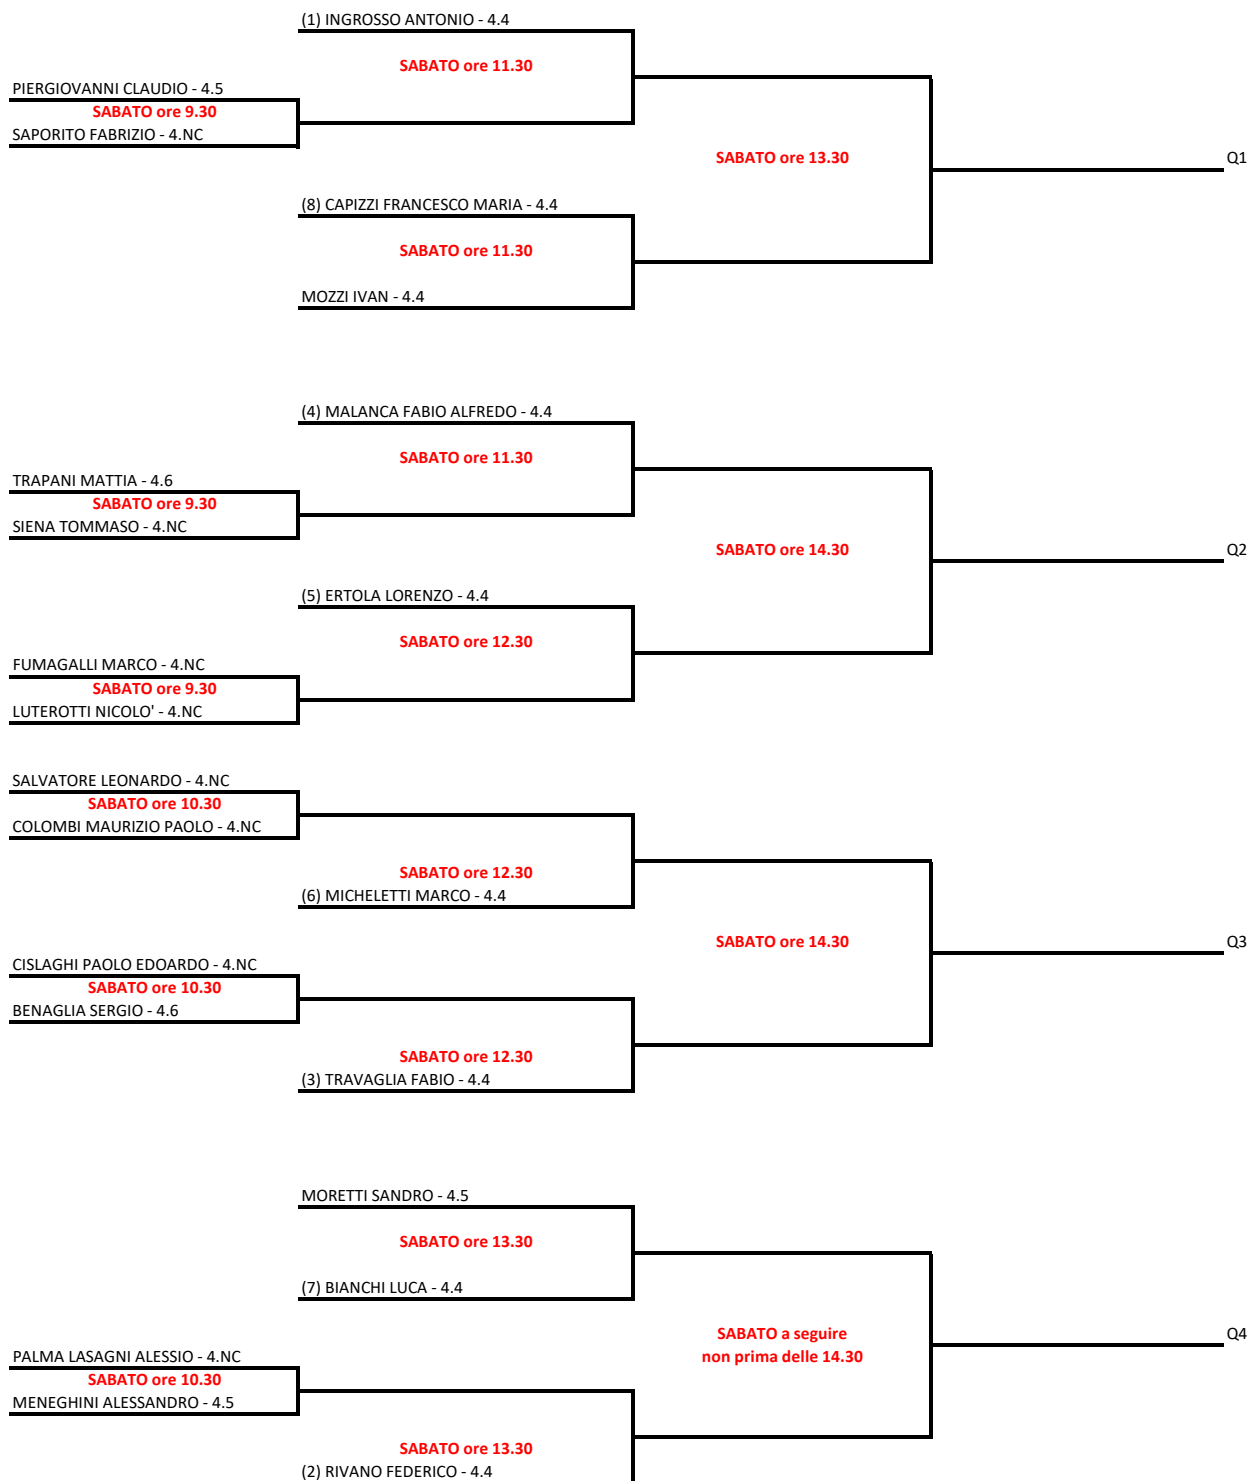 (1) INGROSSO ANTONIO - 4.4
SABATO ore 11.30
PIERGIOVANNI CLAUDIO - 4.5
SABATO ore 9.30
SAPORITO FABRIZIO - 4.NC
SABATO ore 13.30
Q1
(8) CAPIZZI FRANCESCO MARIA - 4.4
SABATO ore 11.30
MOZZI IVAN - 4.4
(4) MALANCA FABIO ALFREDO - 4.4
SABATO ore 11.30
TRAPANI MATTIA - 4.6
SABATO ore 9.30
SIENA TOMMASO - 4.NC
SABATO ore 14.30
Q2
(5) ERTOLA LORENZO - 4.4
SABATO ore 12.30
FUMAGALLI MARCO - 4.NC
SABATO ore 9.30
LUTEROTTI NICOLO' - 4.NC
SALVATORE LEONARDO - 4.NC
SABATO ore 10.30
COLOMBI MAURIZIO PAOLO - 4.NC
SABATO ore 12.30
(6) MICHELETTI MARCO - 4.4
SABATO ore 14.30
Q3
CISLAGHI PAOLO EDOARDO - 4.NC
SABATO ore 10.30
BENAGLIA SERGIO - 4.6
SABATO ore 12.30
(3) TRAVAGLIA FABIO - 4.4
MORETTI SANDRO - 4.5
SABATO ore 13.30
(7) BIANCHI LUCA - 4.4
SABATO a seguire
non prima delle 14.30
Q4
PALMA LASAGNI ALESSIO - 4.NC
SABATO ore 10.30
MENEGHINI ALESSANDRO - 4.5
SABATO ore 13.30
(2) RIVANO FEDERICO - 4.4